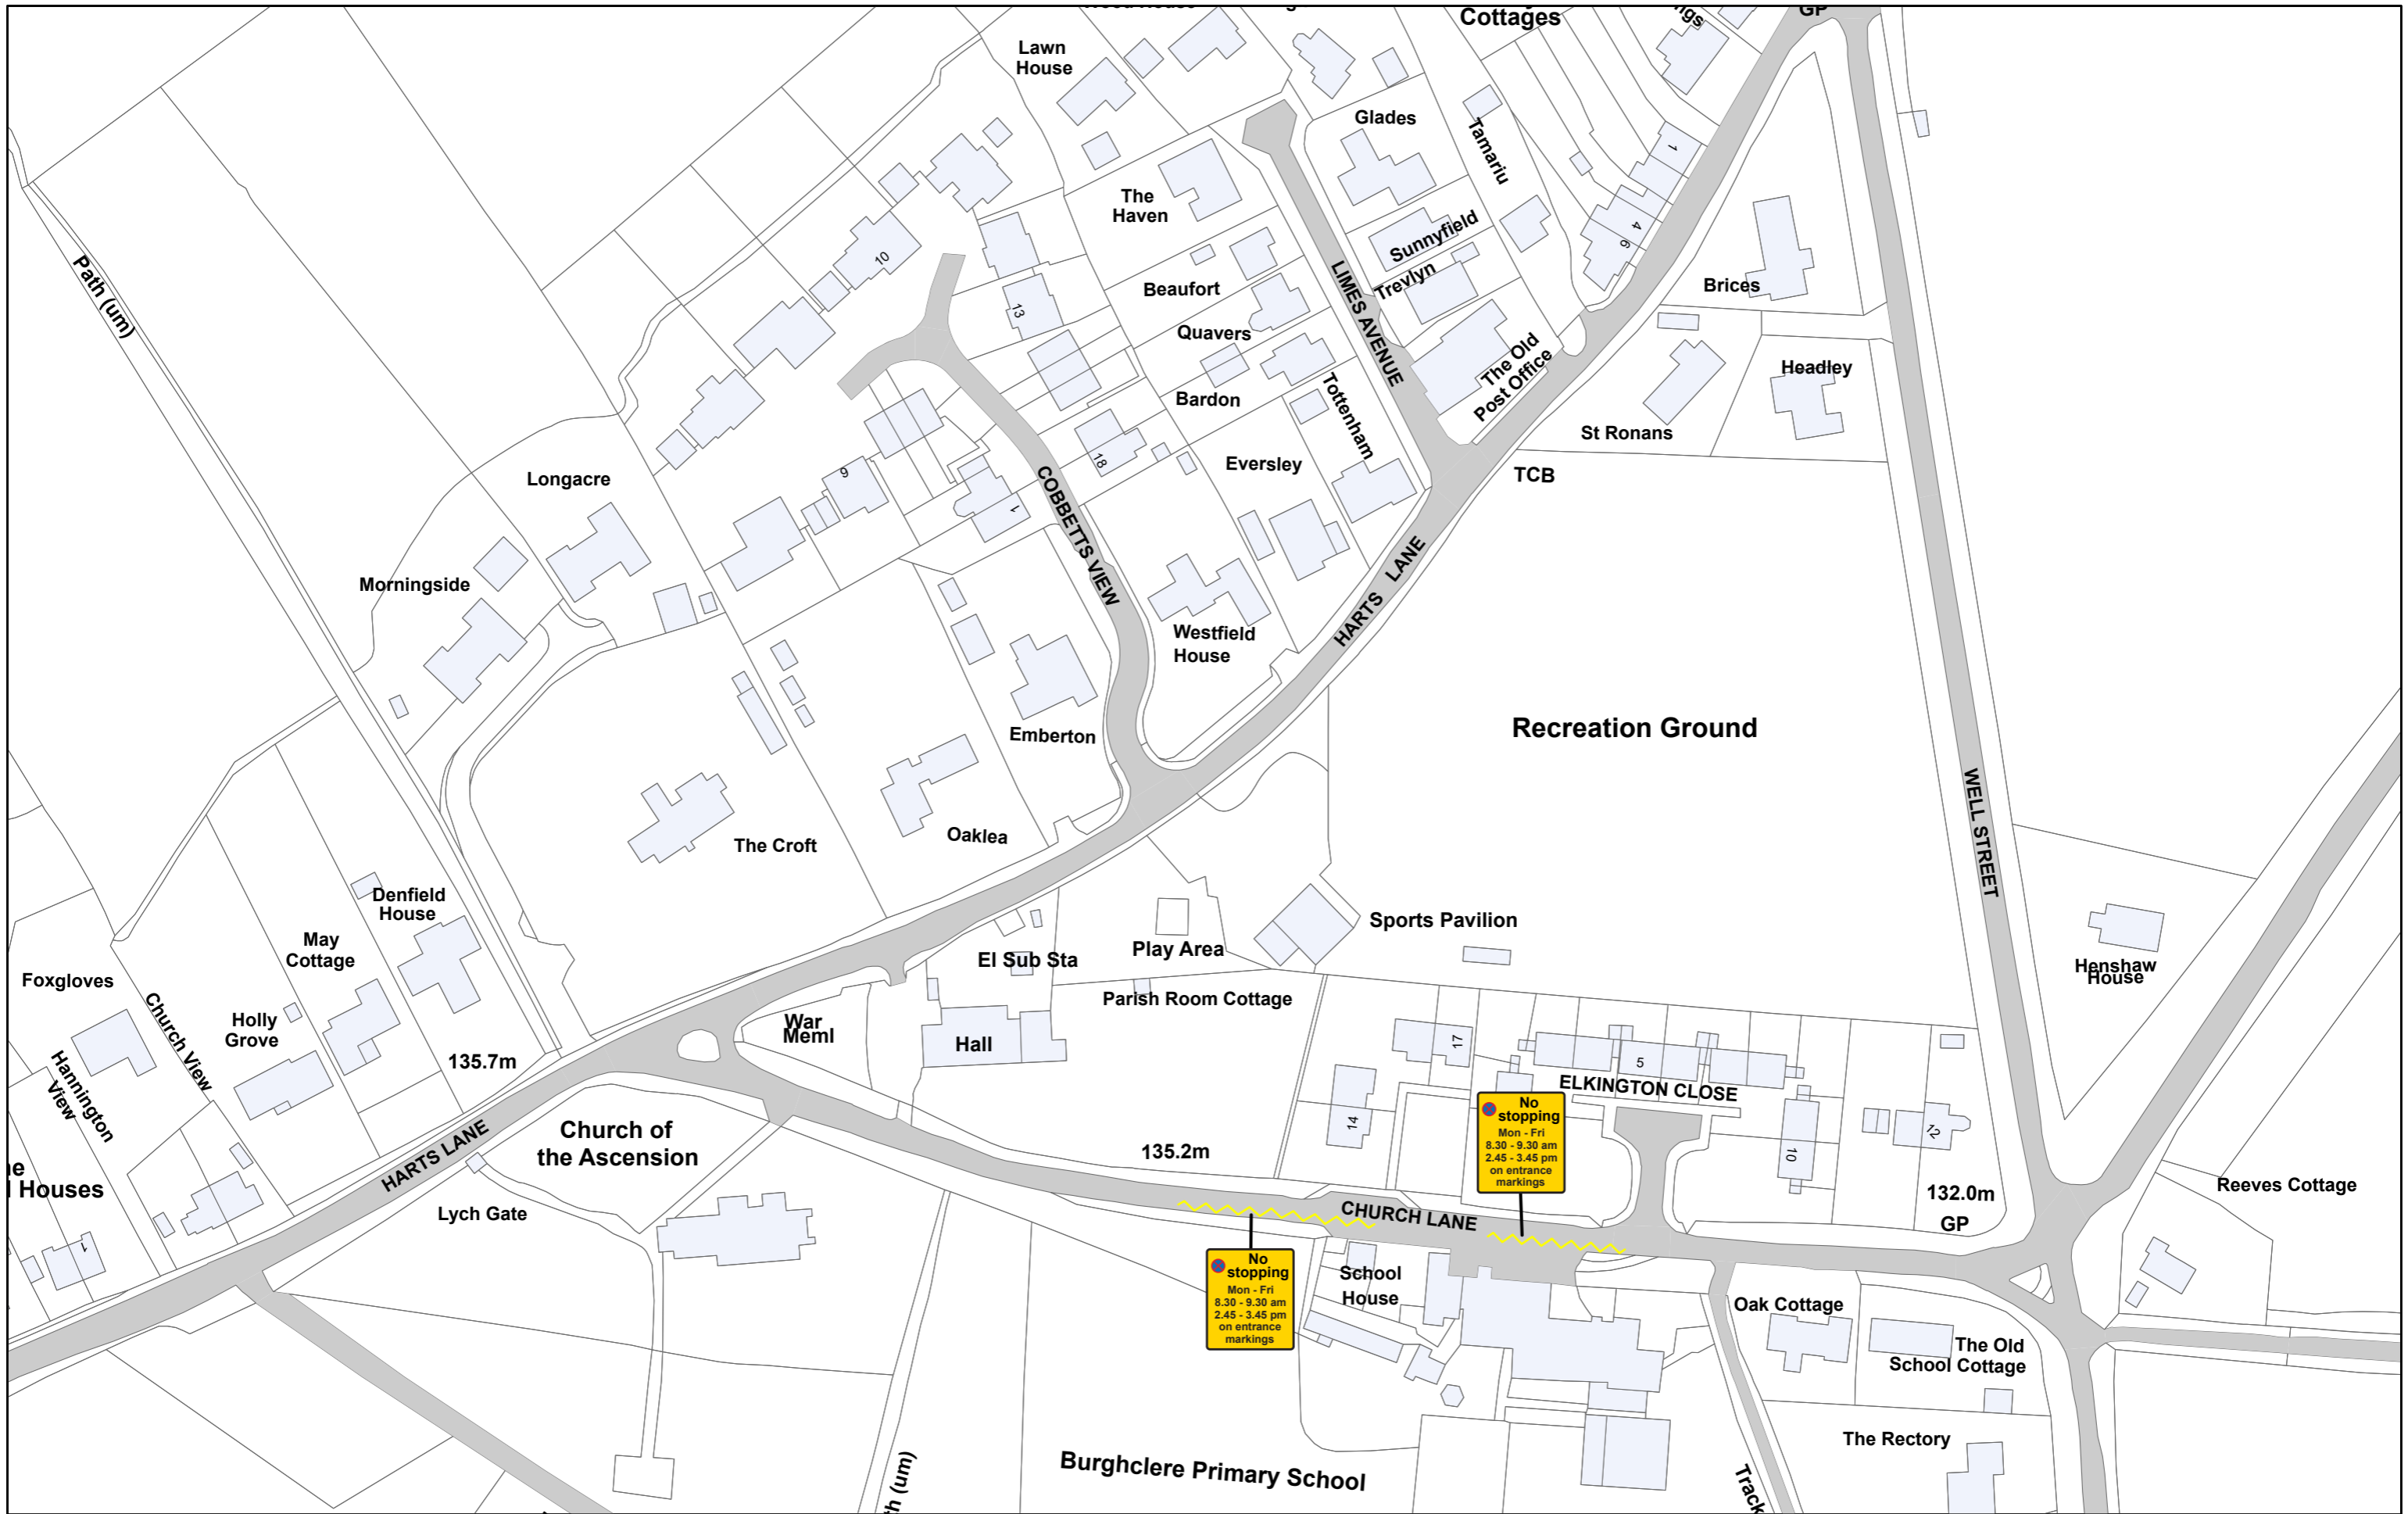 Cottages
GP
Lawn
House
Glades
Tamariu
1
4
6
The
Haven
Sunnyfield
Trevlyn
LIMES AVENUE
Path (um)
10
13
Beaufort
Quavers
Bardon
Brices
Headley
The Old
Post Office
St Ronans
TCB
Tottenham
Eversley
18
9
1
COBBETTS VIEW
Longacre
Morningside
HARTS LANE
Westfield
House
Emberton
Recreation Ground
WELL STREET
The Croft
Oaklea
Denfield
House
May
Cottage
Foxgloves
Church View
Holly
Grove
Hannington
View
135.7m
El Sub Sta
Play Area
Sports Pavilion
Parish Room Cottage
War
Meml
Hall
Henshaw
House
17
5
14
ELKINGTON CLOSE
10
12
No
stopping
Mon - Fri
8.30 - 9.30 am
2.45 - 3.45 pm
on entrance
markings
Church of
the Ascension
135.2m
HARTS LANE
Houses
1
Lych Gate
CHURCH LANE
132.0m
GP
Reeves Cottage
No
stopping
Mon - Fri
8.30 - 9.30 am
2.45 - 3.45 pm
on entrance
markings
School
House
Oak Cottage
The Old
School Cottage
The Rectory
Burghclere Primary School
Track
(um)